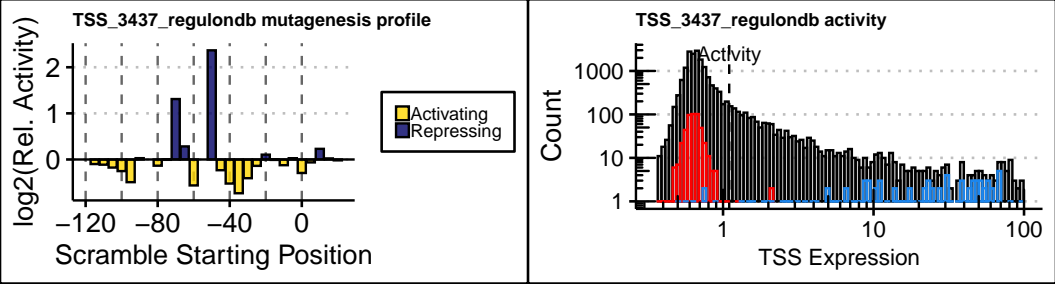 TSS_3437_regulondb mutagenesis profile
log2(Rel. Activity)
2
1
0
−120
−80
−40
0
Scramble Starting Position
Activating
Repressing
TSS_3437_regulondb activity
Activity
Count
1000
100
10
1
1
10
100
TSS Expression